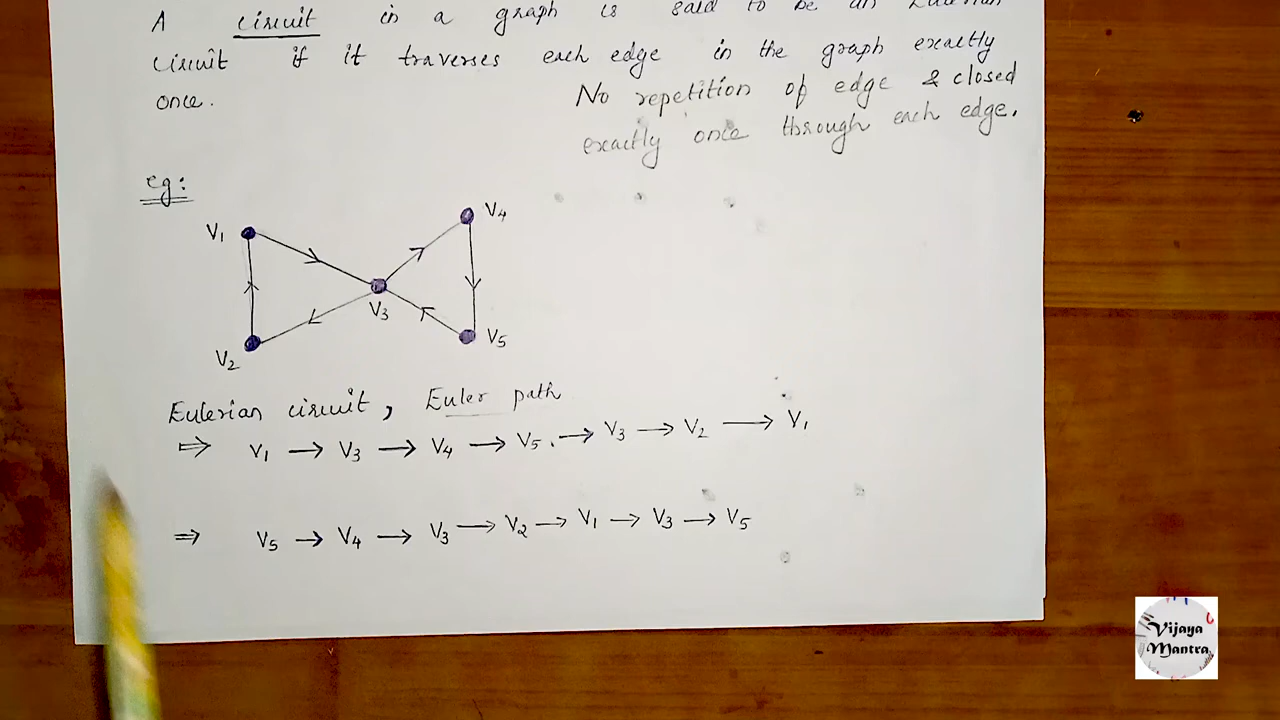 A circuit in a graph is said to be an Eulerian
circuit if it traverses each edge in the graph exactly
once.
No repetition of edge & closed
exactly once through each edge.
eg:
V1
V4
V3
V5
V2
Eulerian circuit, Euler path
⇒ V1 → V3 → V4 → V5 → V3 → V2 → V1
⇒ V5 → V4 → V3 → V2 → V1 → V3 → V5
Vijaya
Mantra